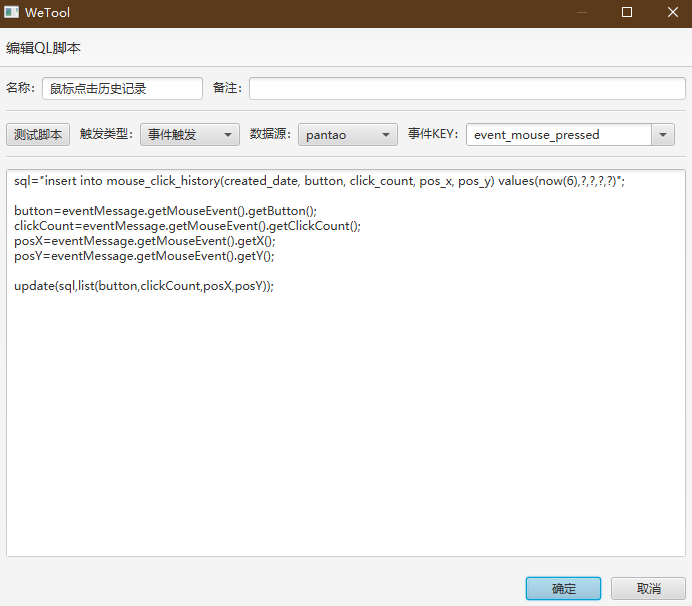 WeTool
编辑QL脚本
名称: 鼠标点击历史记录 备注:
测试脚本 触发类型: 事件触发 数据源: pantao 事件KEY: event_mouse_pressed
sql="insert into mouse_click_history(created_date, button, click_count, pos_x, pos_y) values(now(6),?,?,?,?)";
button=eventMessage.getMouseEvent().getButton();
clickCount=eventMessage.getMouseEvent().getClickCount();
posX=eventMessage.getMouseEvent().getX();
posY=eventMessage.getMouseEvent().getY();
update(sql,list(button,clickCount,posX,posY));
确定 取消